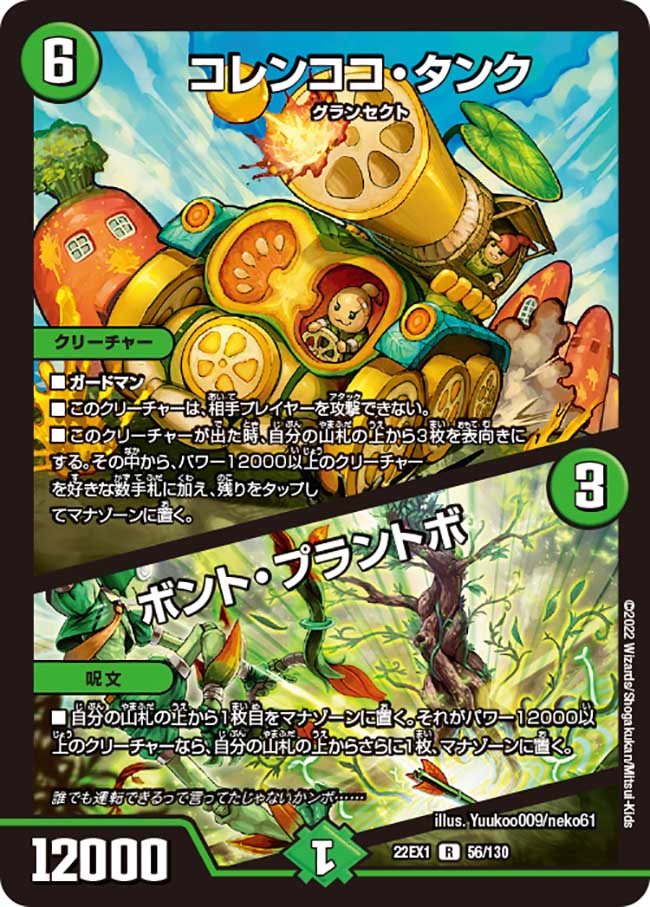 6
コレンココ・タンク
グランセクト
クリーチャー
■ガードマン
■このクリーチャーは、相手プレイヤーを攻撃できない。
■このクリーチャーが出た時、自分の山札の上から3枚を表向きに
する。その中から、パワー12000以上のクリーチャー
を好きな数手札に加え、残りをタップし
てマナゾーンに置く。
3
ボント・プラントボ
呪文
■自分の山札の上から1枚目をマナゾーンに置く。それがパワー12000以
上のクリーチャーなら、自分の山札の上からさらに1枚、マナゾーンに置く。
誰でも運転できるって言ってたじゃないかンボ……
illus. Yuukoo009/neko61
12000
1
22EX1 R 56/130
©2022 Wizards/Shogakukan/Mitsui-Kids